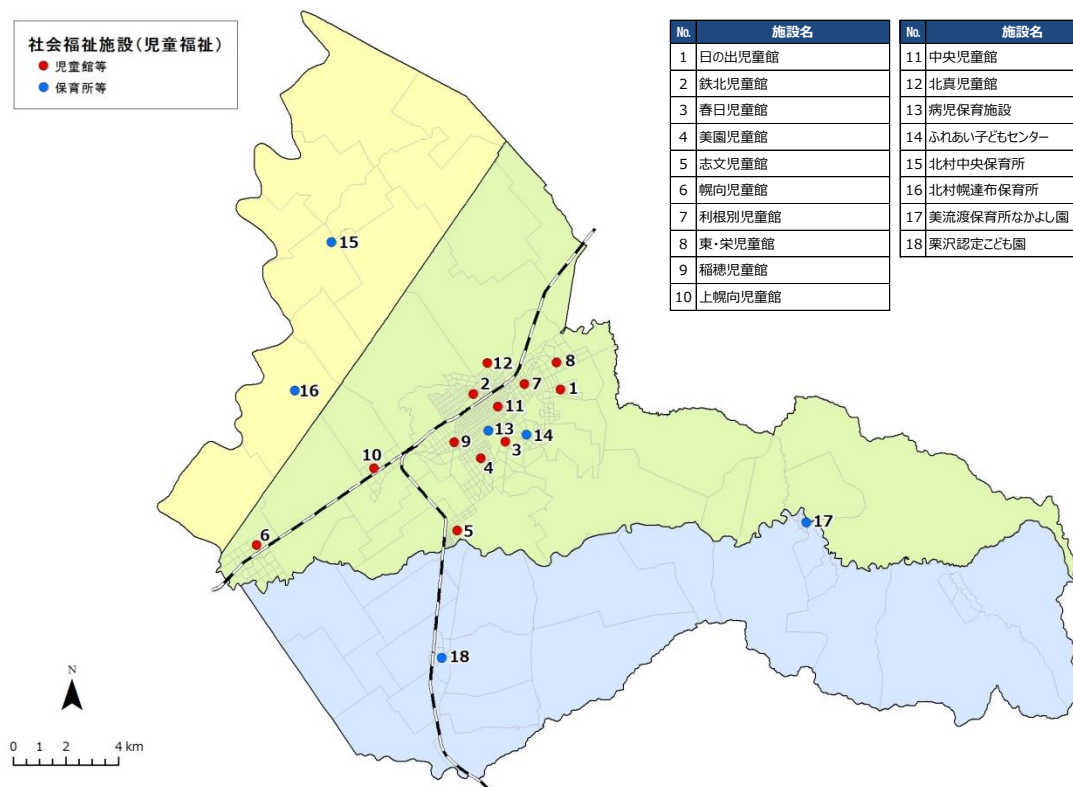 社会福祉施設(児童福祉)
児童館等
保育所等
No. 施設名
1 日の出児童館
2 鉄北児童館
3 春日児童館
4 美園児童館
5 志文児童館
6 幌向児童館
7 利根別児童館
8 東・栄児童館
9 稲穂児童館
10 上幌向児童館
No. 施設名
11 中央児童館
12 北真児童館
13 病児保育施設
14 ふれあい子どもセンター
15 北村中央保育所
16 北村幌達布保育所
17 美流渡保育所なかよし園
18 栗沢認定こども園
15
16
12
8
2
7
1
11
13
14
9
3
4
10
5
6
17
18
N
0 1 2 4 km